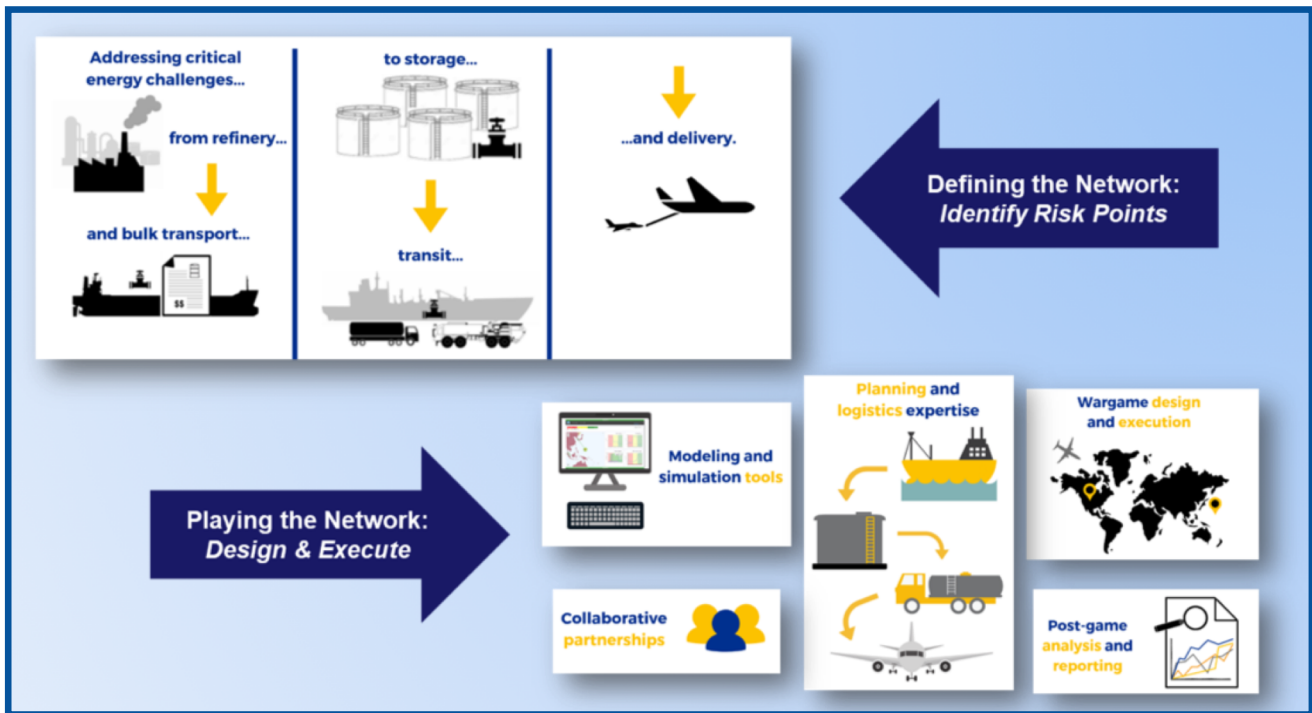 Addressing critical
energy challenges...
from refinery...
and bulk transport...
$$
to storage...
transit...
...and delivery.
Defining the Network:
Identify Risk Points
Playing the Network:
Design & Execute
Modeling and
simulation tools
Collaborative
partnerships
Planning and
logistics expertise
Wargame design
and execution
Post-game
analysis and
reporting